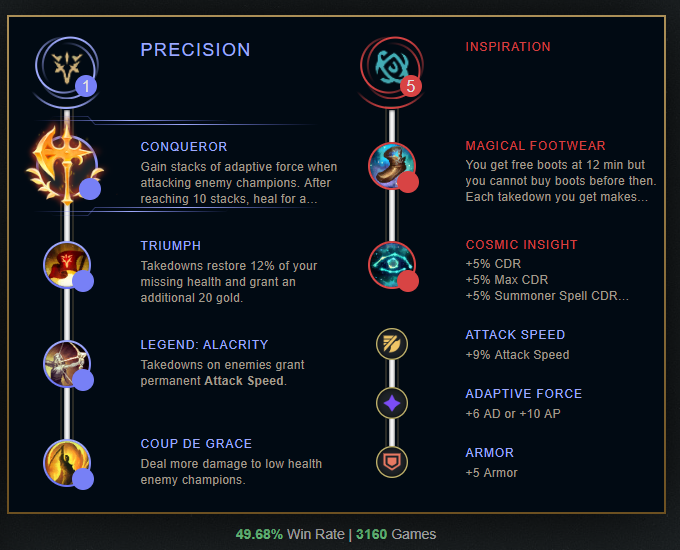 PRECISION
1
CONQUEROR
Gain stacks of adaptive force when
attacking enemy champions. After
reaching 10 stacks, heal for a...
TRIUMPH
Takedowns restore 12% of your
missing health and grant an
additional 20 gold.
LEGEND: ALACRITY
Takedowns on enemies grant
permanent Attack Speed.
COUP DE GRACE
Deal more damage to low health
enemy champions.
INSPIRATION
5
MAGICAL FOOTWEAR
You get free boots at 12 min but
you cannot buy boots before then.
Each takedown you get makes...
COSMIC INSIGHT
+5% CDR
+5% Max CDR
+5% Summoner Spell CDR...
ATTACK SPEED
+9% Attack Speed
ADAPTIVE FORCE
+6 AD or +10 AP
ARMOR
+5 Armor
49.68% Win Rate | 3160 Games